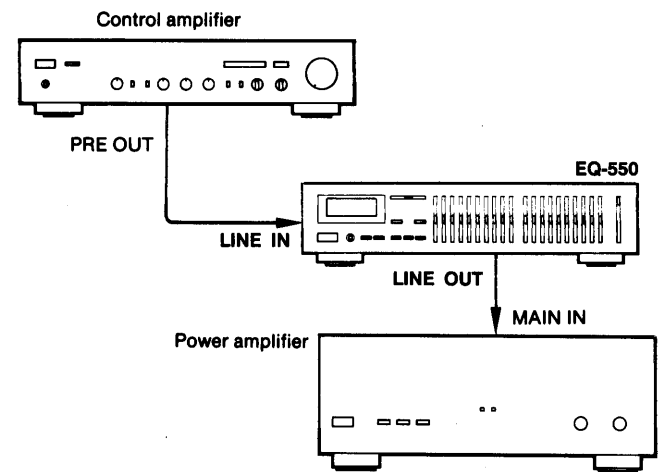 Control amplifier
PRE OUT
EQ-550
LINE IN
LINE OUT
MAIN IN
Power amplifier